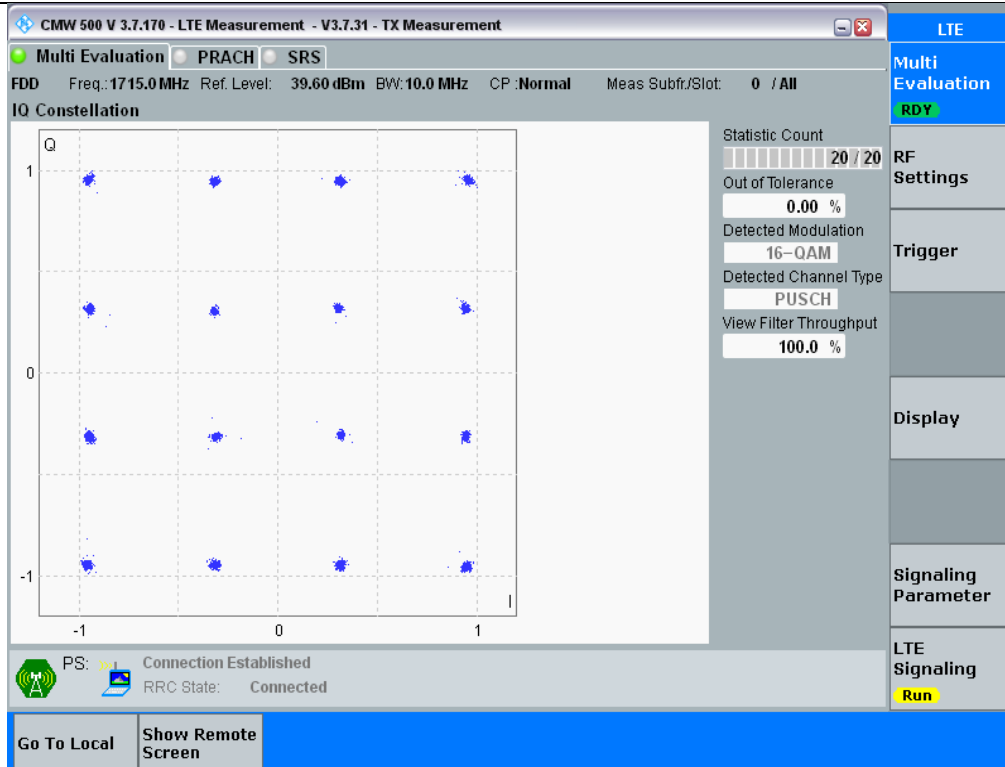 CMW 500 V 3.7.170 - LTE Measurement - V3.7.31 - TX Measurement
LTE
Multi Evaluation PRACH SRS
FDD Freq.:1715.0 MHz Ref. Level: 39.60 dBm BW:10.0 MHz CP :Normal Meas Subfr./Slot: 0 / All
IQ Constellation
Q
1
0
-1
-1 0 1
I
Statistic Count
20 / 20
Out of Tolerance
0.00 %
Detected Modulation
16-QAM
Detected Channel Type
PUSCH
View Filter Throughput
100.0 %
Multi
Evaluation
RDY
RF
Settings
Trigger
Display
Signaling
Parameter
LTE
Signaling
Run
PS: Connection Established
RRC State: Connected
Go To Local
Show Remote
Screen